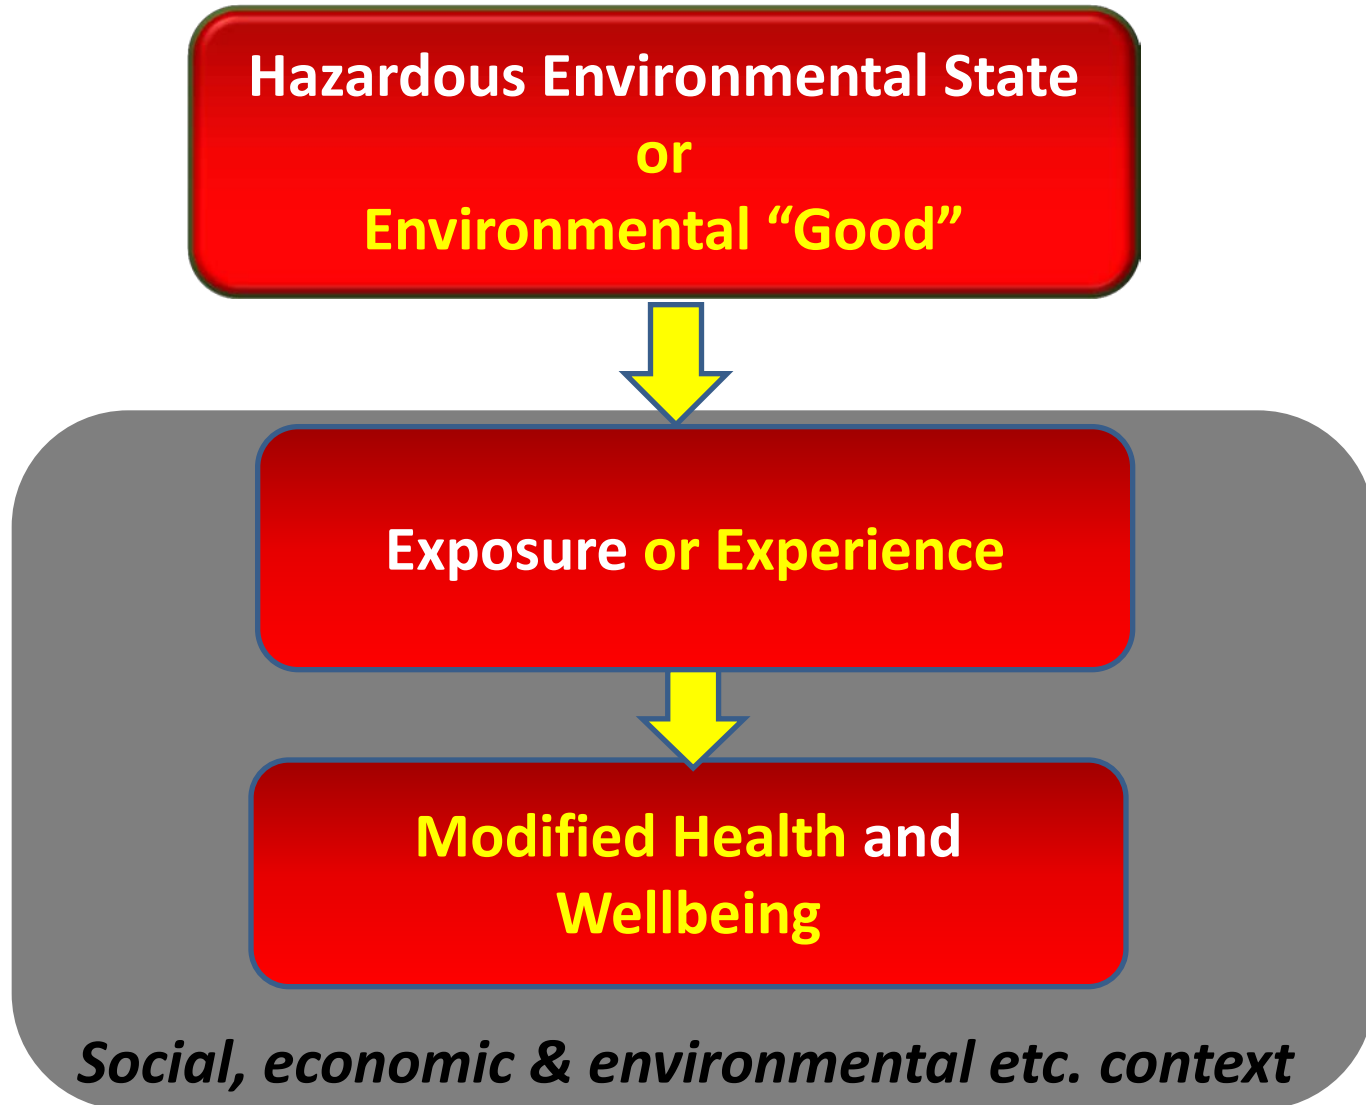 Hazardous Environmental State
or
Environmental “Good”
Exposure or Experience
Modified Health and
Wellbeing
Social, economic & environmental etc. context